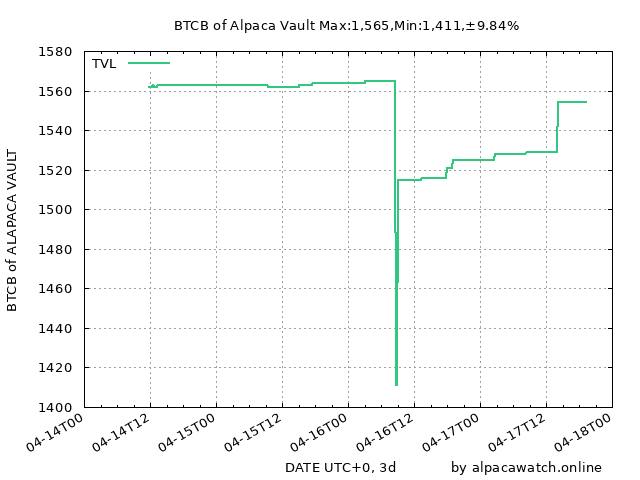 BTCB of Alpaca Vault Max:1,565,Min:1,411,±9.84%
TVL
1580
1560
1540
1520
1500
1480
1460
1440
1420
1400
BTCB of ALAPACA VAULT
04-14T00
04-14T12
04-15T00
04-15T12
04-16T00
04-16T12
04-17T00
04-17T12
04-18T00
DATE UTC+0, 3d
by alpacawatch.online